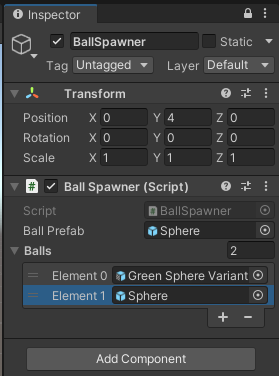 Inspector
BallSpawner Static
Tag Untagged Layer Default
Transform
Position X 0 Y 4 Z 0
Rotation X 0 Y 0 Z 0
Scale X 1 Y 1 Z 1
# Ball Spawner (Script)
Script # BallSpawner
Ball Prefab Sphere
Balls 2
Element 0 Green Sphere Variant
Element 1 Sphere
+ −
Add Component